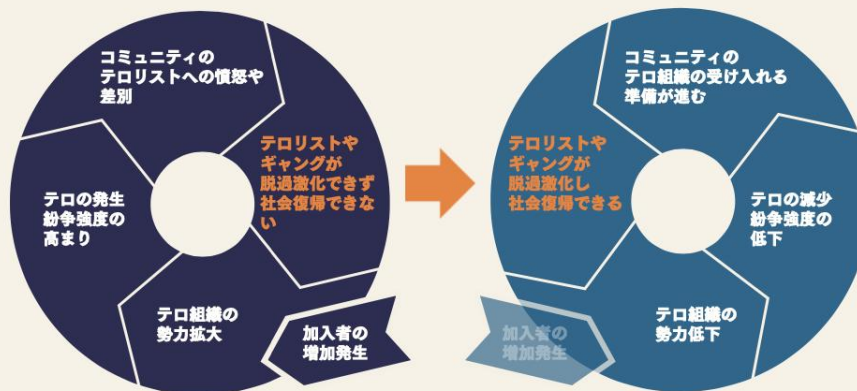 コミュニティの
テロリストへの憤怒や
差別
テロリストや
ギャングが
脱過激化できず
社会復帰できな
い
テロの発生
紛争強度の
高まり
テロ組織の
勢力拡大
加入者の
増加発生
コミュニティの
テロ組織の受け入れる
準備が進む
テロリストや
ギャングが
脱過激化し
社会復帰できる
テロの減少
紛争強度の
低下
テロ組織の
勢力低下
加入者の
増加発生